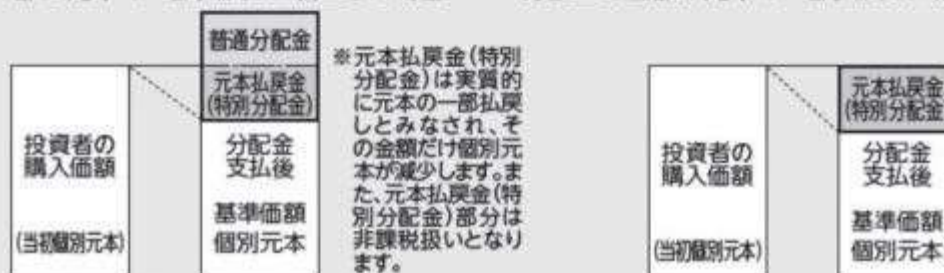 普通分配金
元本払戻金
(特別分配金)
投資者の
購入価額
(当初個別元本)
分配金
支払後
基準価額
個別元本
※元本払戻金(特別
分配金)は実質的
に元本の一部払戻
しとみなされ、そ
の金額だけ個別元
本が減少します。ま
た、元本払戻金(特
別分配金)部分は
非課税扱いとなり
ます。
投資者の
購入価額
(当初個別元本)
元本払戻金
(特別分配金
分配金
支払後
基準価額
個別元本